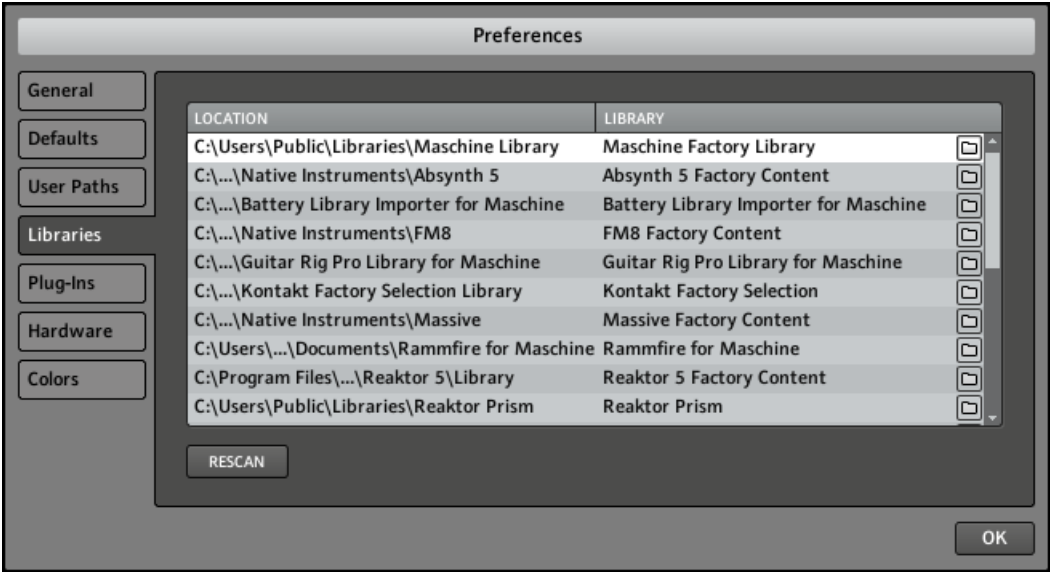 Preferences
General
Defaults
User Paths
Libraries
Plug-Ins
Hardware
Colors
LOCATION LIBRARY
C:\Users\Public\Libraries\Maschine Library Maschine Factory Library
C:\...\Native Instruments\Absynth 5 Absynth 5 Factory Content
C:\...\Battery Library Importer for Maschine Battery Library Importer for Maschine
C:\...\Native Instruments\FM8 FM8 Factory Content
C:\...\Guitar Rig Pro Library for Maschine Guitar Rig Pro Library for Maschine
C:\...\Kontakt Factory Selection Library Kontakt Factory Selection
C:\...\Native Instruments\Massive Massive Factory Content
C:\Users\...\Documents\Rammfire for Maschine Rammfire for Maschine
C:\Program Files\...\Reaktor 5\Library Reaktor 5 Factory Content
C:\Users\Public\Libraries\Reaktor Prism Reaktor Prism
RESCAN
OK